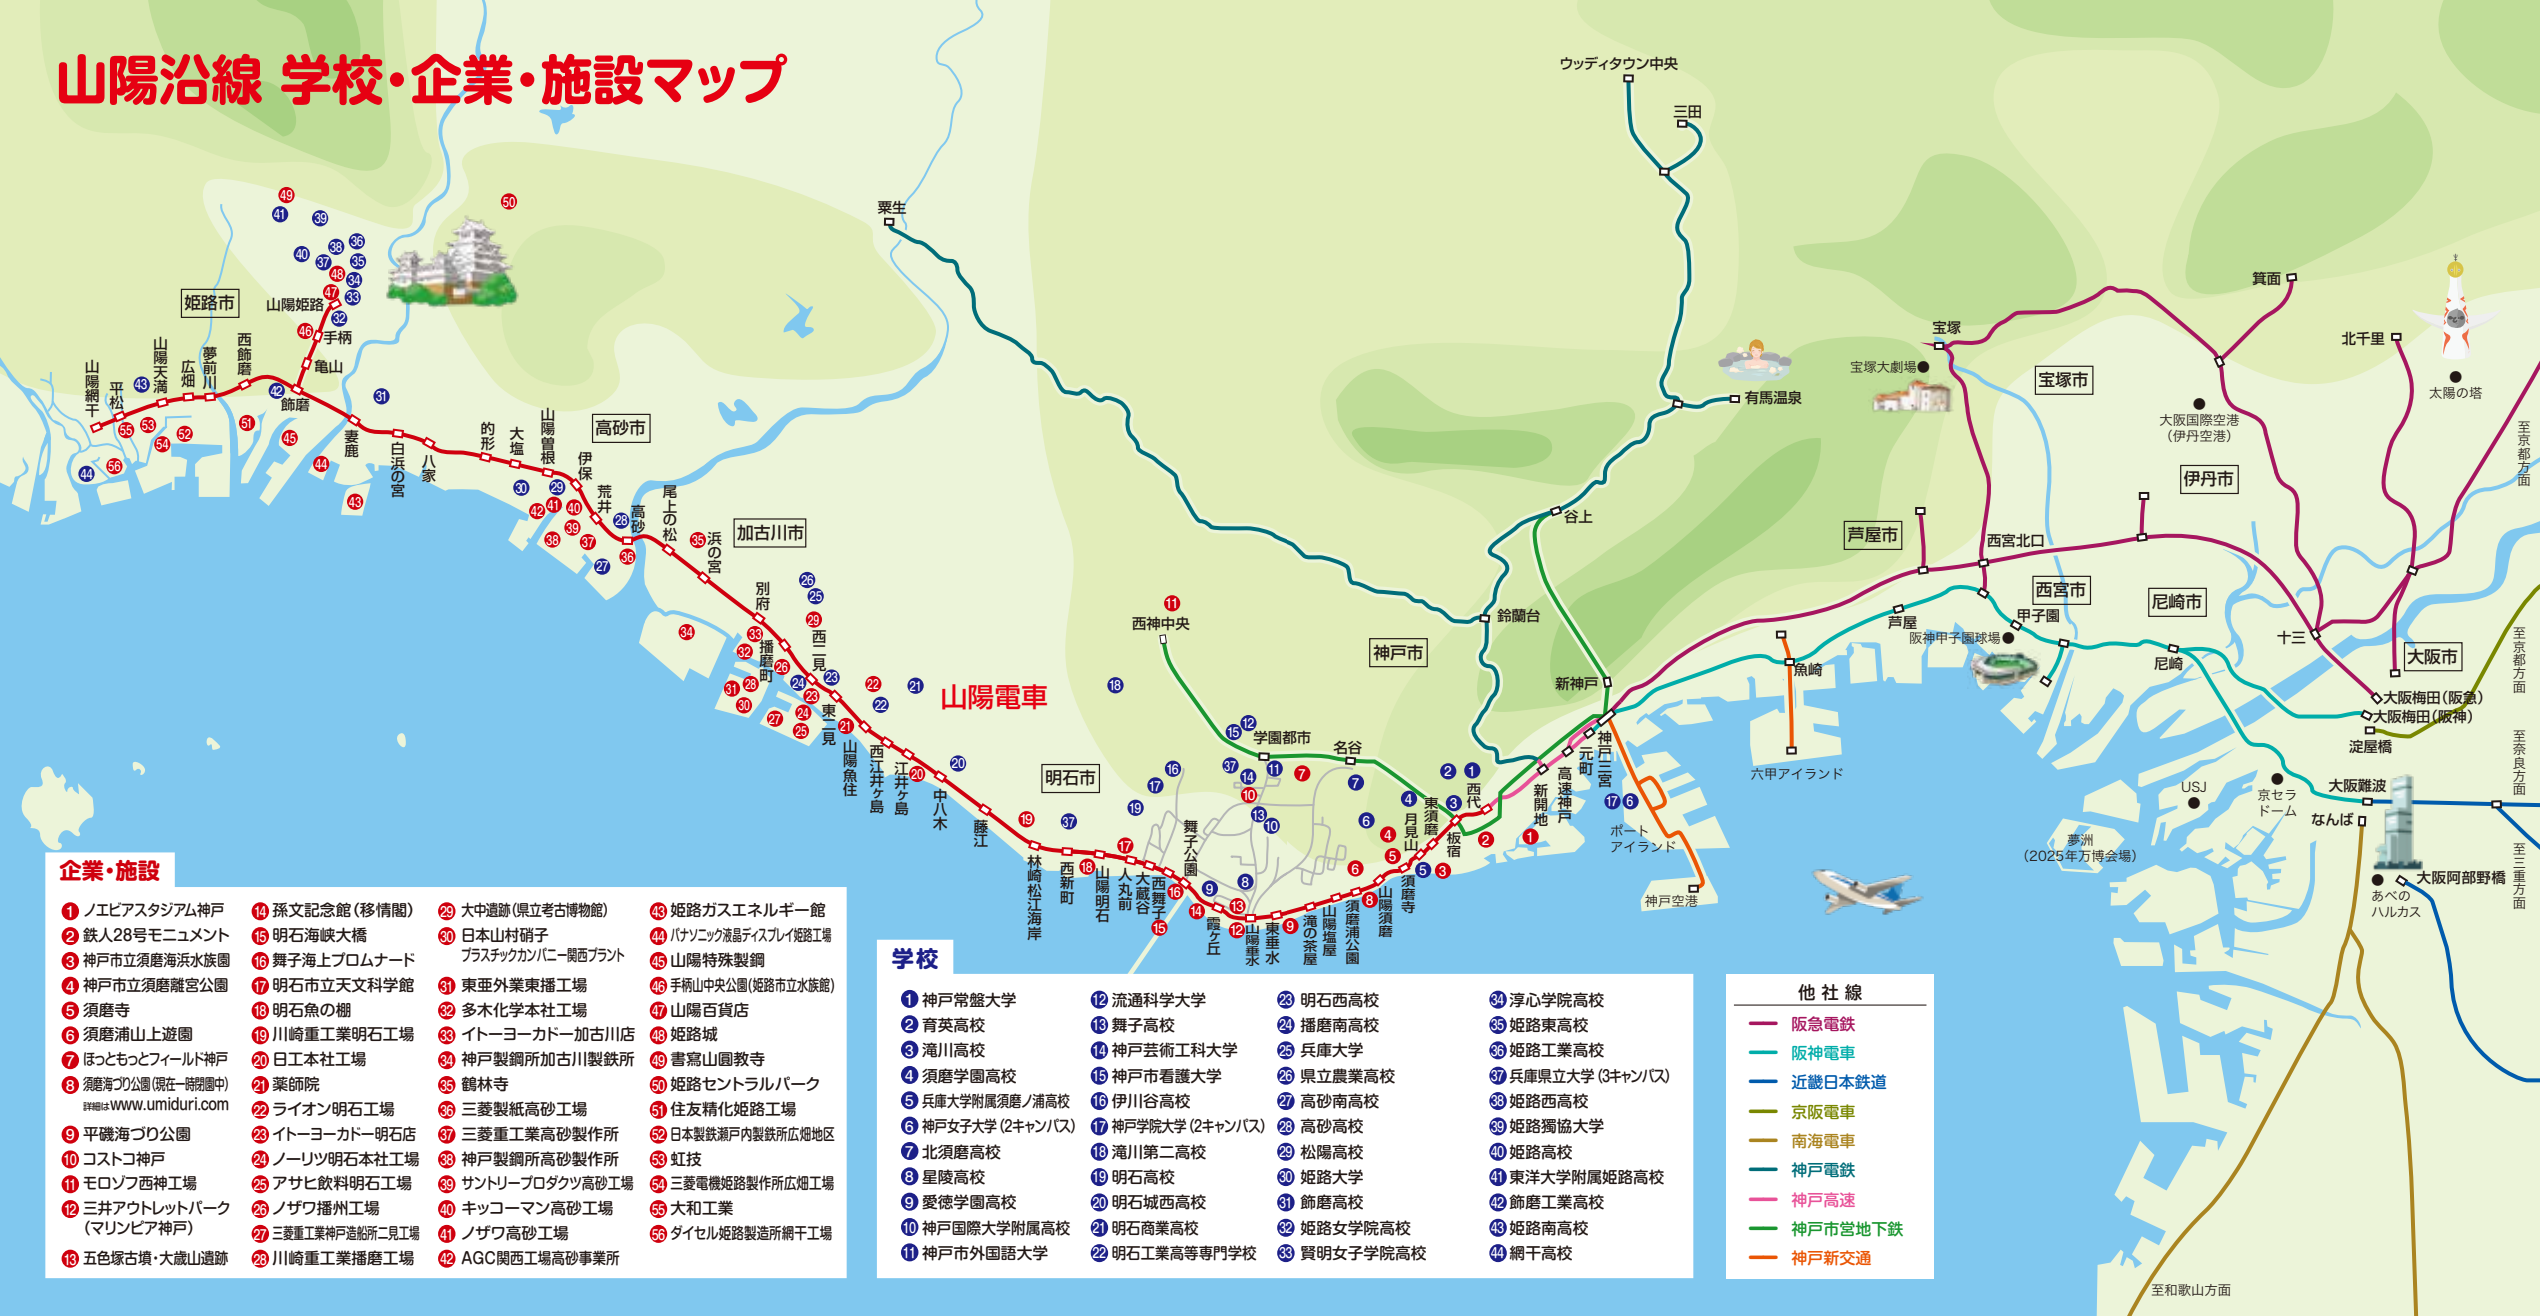 山陽沿線 学校・企業・施設マップ
ウッディタウン中央
三田
粟生
有馬温泉
谷上
鈴蘭台
西神中央
新神戸
宝塚
宝塚大劇場
箕面
北千里
太陽の塔
大阪国際空港
(伊丹空港)
西宮北口
芦屋
甲子園
阪神甲子園球場
尼崎
十三
魚崎
六甲アイランド
大阪梅田(阪急)
大阪梅田(阪神)
淀屋橋
大阪難波
なんば
USJ
京セラ
ドーム
夢洲
(2025年万博会場)
大阪阿部野橋
あべの
ハルカス
ポート
アイランド
神戸空港
至京都方面
至京都方面
至奈良方面
至三重方面
至和歌山方面
姫路市
高砂市
加古川市
明石市
神戸市
芦屋市
西宮市
宝塚市
伊丹市
尼崎市
大阪市
山陽電車
山陽姫路
手柄
亀山
山陽網干
平松
山陽天満
広畑
夢前川
西飾磨
飾磨
妻鹿
白浜の宮
八家
的形
大塩
山陽曽根
伊保
荒井
高砂
尾上の松
浜の宮
別府
播磨町
西二見
東二見
山陽魚住
西江井ヶ島
江井ヶ島
中八木
藤江
林崎松江海岸
西新町
山陽明石
人丸前
大蔵谷
西舞子
舞子公園
霞ヶ丘
山陽垂水
東垂水
滝の茶屋
山陽塩屋
須磨浦公園
山陽須磨
須磨寺
月見山
東須磨
板宿
西代
新開地
高速神戸
元町
神戸三宮
学園都市
名谷
企業・施設
1 ノエビアスタジアム神戸
2 鉄人28号モニュメント
3 神戸市立須磨海浜水族園
4 神戸市立須磨離宮公園
5 須磨寺
6 須磨浦山上遊園
7 ほっともっとフィールド神戸
8 須磨海づり公園(現在一時閉園中)
詳細はwww.umiduri.com
9 平磯海づり公園
10 コストコ神戸
11 モロゾフ西神工場
12 三井アウトレットパーク
(マリンピア神戸)
13 五色塚古墳・大歳山遺跡
14 孫文記念館(移情閣)
15 明石海峡大橋
16 舞子海上プロムナード
17 明石市立天文科学館
18 明石魚の棚
19 川崎重工業明石工場
20 日工本社工場
21 薬師院
22 ライオン明石工場
23 イトーヨーカドー明石店
24 ノーリツ明石本社工場
25 アサヒ飲料明石工場
26 ノザワ播州工場
27 三菱重工業神戸造船所二見工場
28 川崎重工業播磨工場
29 大中遺跡(県立考古博物館)
30 日本山村硝子
プラスチックカンパニー関西プラント
31 東亜外業東播工場
32 多木化学本社工場
33 イトーヨーカドー加古川店
34 神戸製鋼所加古川製鉄所
35 鶴林寺
36 三菱製紙高砂工場
37 三菱重工業高砂製作所
38 神戸製鋼所高砂製作所
39 サントリープロダクツ高砂工場
40 キッコーマン高砂工場
41 ノザワ高砂工場
42 AGC関西工場高砂事業所
43 姫路ガスエネルギー館
44 パナソニック液晶ディスプレイ姫路工場
45 山陽特殊製鋼
46 手柄山中央公園(姫路市立水族館)
47 山陽百貨店
48 姫路城
49 書寫山圓教寺
50 姫路セントラルパーク
51 住友精化姫路工場
52 日本製鉄瀬戸内製鉄所広畑地区
53 虹技
54 三菱電機姫路製作所広畑工場
55 大和工業
56 ダイセル姫路製造所網干工場
学校
1 神戸常盤大学
2 育英高校
3 滝川高校
4 須磨学園高校
5 兵庫大学附属須磨ノ浦高校
6 神戸女子大学(2キャンパス)
7 北須磨高校
8 星陵高校
9 愛徳学園高校
10 神戸国際大学附属高校
11 神戸市外国語大学
12 流通科学大学
13 舞子高校
14 神戸芸術工科大学
15 神戸市看護大学
16 伊川谷高校
17 神戸学院大学(2キャンパス)
18 滝川第二高校
19 明石高校
20 明石城西高校
21 明石商業高校
22 明石工業高等専門学校
23 明石西高校
24 播磨南高校
25 兵庫大学
26 県立農業高校
27 高砂南高校
28 高砂高校
29 松陽高校
30 姫路大学
31 飾磨高校
32 姫路女学院高校
33 賢明女子学院高校
34 淳心学院高校
35 姫路東高校
36 姫路工業高校
37 兵庫県立大学(3キャンパス)
38 姫路西高校
39 姫路獨協大学
40 姫路高校
41 東洋大学附属姫路高校
42 飾磨工業高校
43 姫路南高校
44 網干高校
他社線
阪急電鉄
阪神電車
近畿日本鉄道
京阪電車
南海電車
神戸電鉄
神戸高速
神戸市営地下鉄
神戸新交通